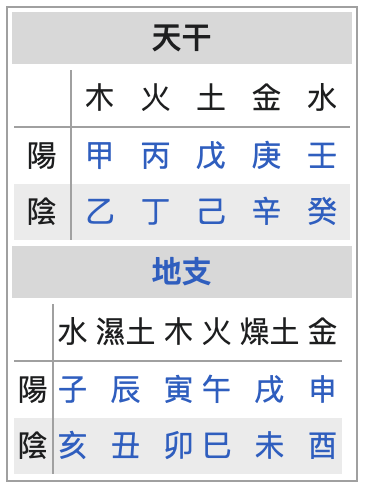 天干
木 火 土 金 水
陽 甲 丙 戊 庚 壬
陰 乙 丁 己 辛 癸
地支
水 濕土 木 火 燥土 金
陽 子 辰 寅 午 戌 申
陰 亥 丑 卯 巳 未 酉